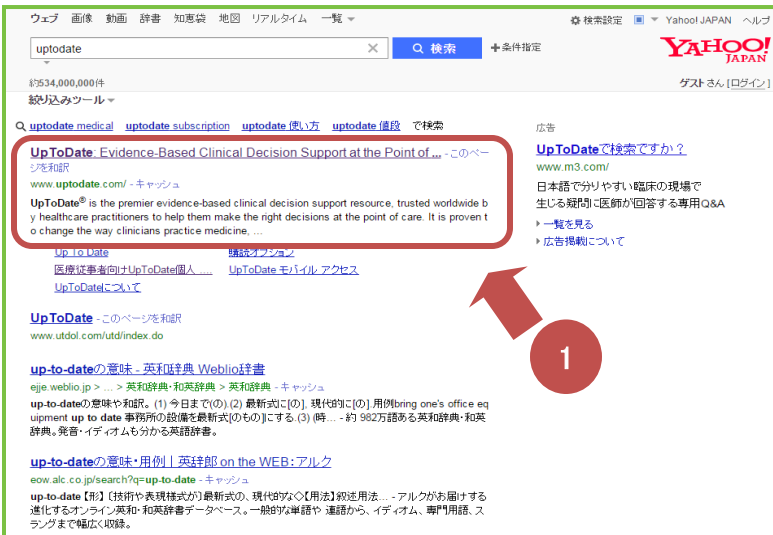 ウェブ 画像 動画 辞書 知恵袋 地図 リアルタイム 一覧 ▼
検索設定 ▼ Yahoo! JAPAN ヘルプ
uptodate × 検索 +条件指定
YAHOO!
JAPAN
約534,000,000件
ゲストさん [ログイン]
絞り込みツール▼
uptodate medical uptodate subscription uptodate 使い方 uptodate 値段 で検索
UpToDate: Evidence-Based Clinical Decision Support at the Point of ... - このペー
ジを和訳
www.uptodate.com/ - キャッシュ
UpToDate® is the premier evidence-based clinical decision support resource, trusted worldwide b
y healthcare practitioners to help them make the right decisions at the point of care. It is proven t
o change the way clinicians practice medicine, ...
Up To Date 購読オプション
医療従事者向けUpToDate個人 .... UpToDate モバイル アクセス
UpToDateについて
UpToDate - このページを和訳
www.utdol.com/utd/index.do
up-to-dateの意味 - 英和辞典 Weblio辞書
ejje.weblio.jp > ... > 英和辞典・和英辞典 > 英和辞典 - キャッシュ
up-to-dateの意味や和訳。 (1) 今日まで(の).(2) 最新式に[の], 現代的に[の].用例bring one's office eq
uipment up to date 事務所の設備を最新式[のもの]にする.(3) (時... - 約 982万語ある英和辞典・和英
辞典。発音・イディオムも分かる英語辞書。
up-to-dateの意味・用例|英辞郎 on the WEB:アルク
eow.alc.co.jp/search?q=up-to-date - キャッシュ
up-to-date 【形】 〔技術や表現様式が〕最新式の、現代的な◇【用法】叙述用法... - アルクがお届けする
進化するオンライン英和・和英辞書データベース。一般的な単語や 連語から、イディオム、専門用語、ス
ラングまで幅広く収録。
広告
UpToDateで検索ですか?
www.m3.com/
日本語で分りやすい臨床の現場で
生じる疑問に医師が回答する専用Q&A
一覧を見る
広告掲載について
1